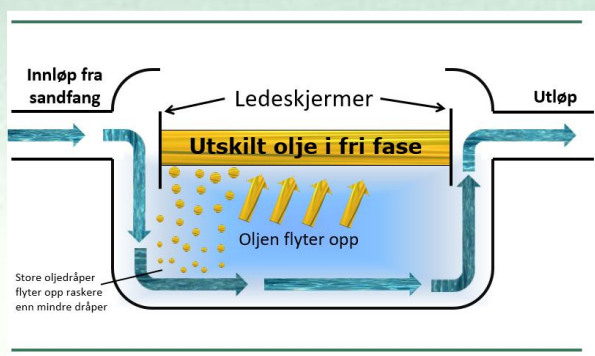 Innløp fra
sandfang
Ledeskjermer
Utløp
Utskilt olje i fri fase
Oljen flyter opp
Store oljedråper
flyter opp raskere
enn mindre dråper